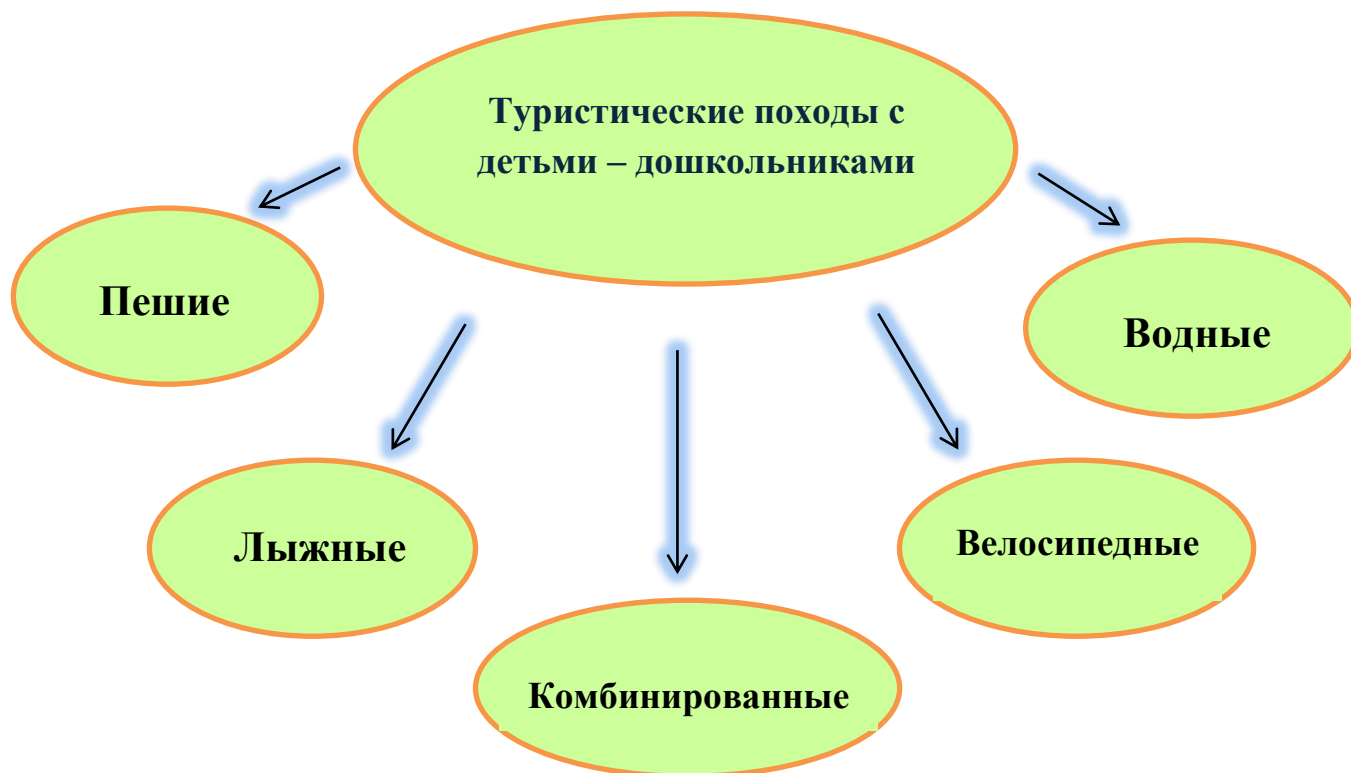 Туристические походы с
детьми – дошкольниками
Пешие
Водные
Лыжные
Велосипедные
Комбинированные